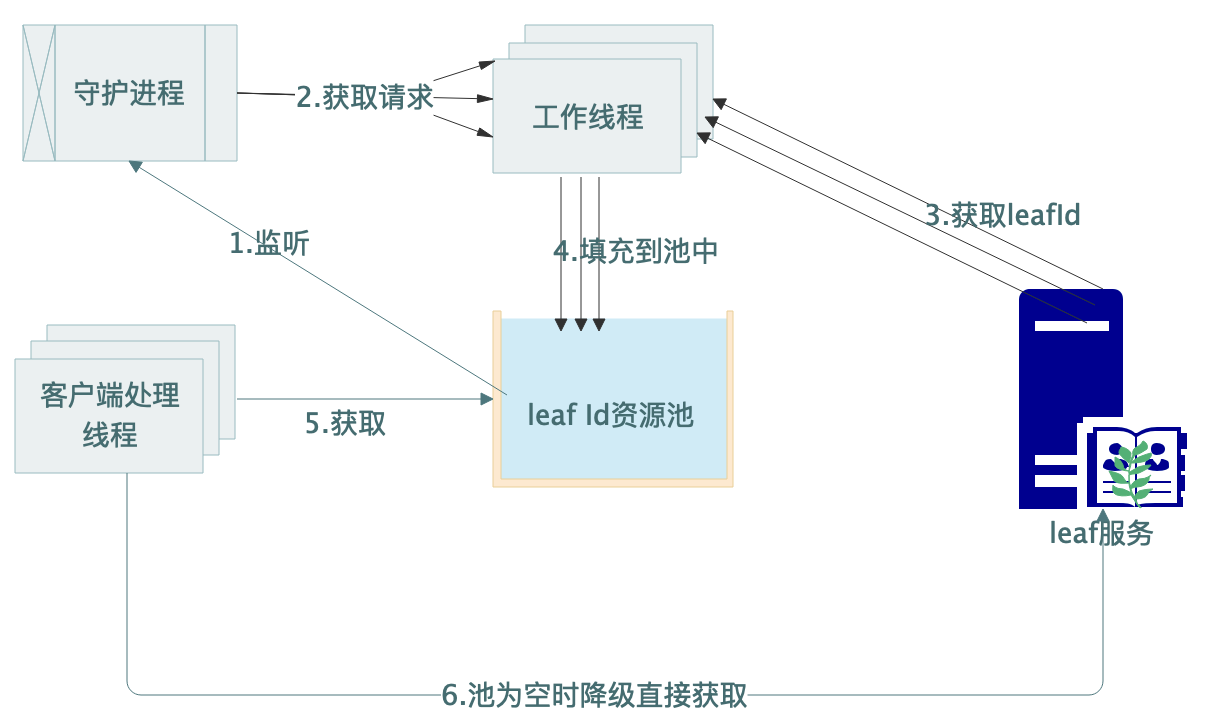 守护进程
2.获取请求
工作线程
3.获取leafId
1.监听
4.填充到池中
客户端处理
线程
5.获取
leaf Id资源池
leaf服务
6.池为空时降级直接获取